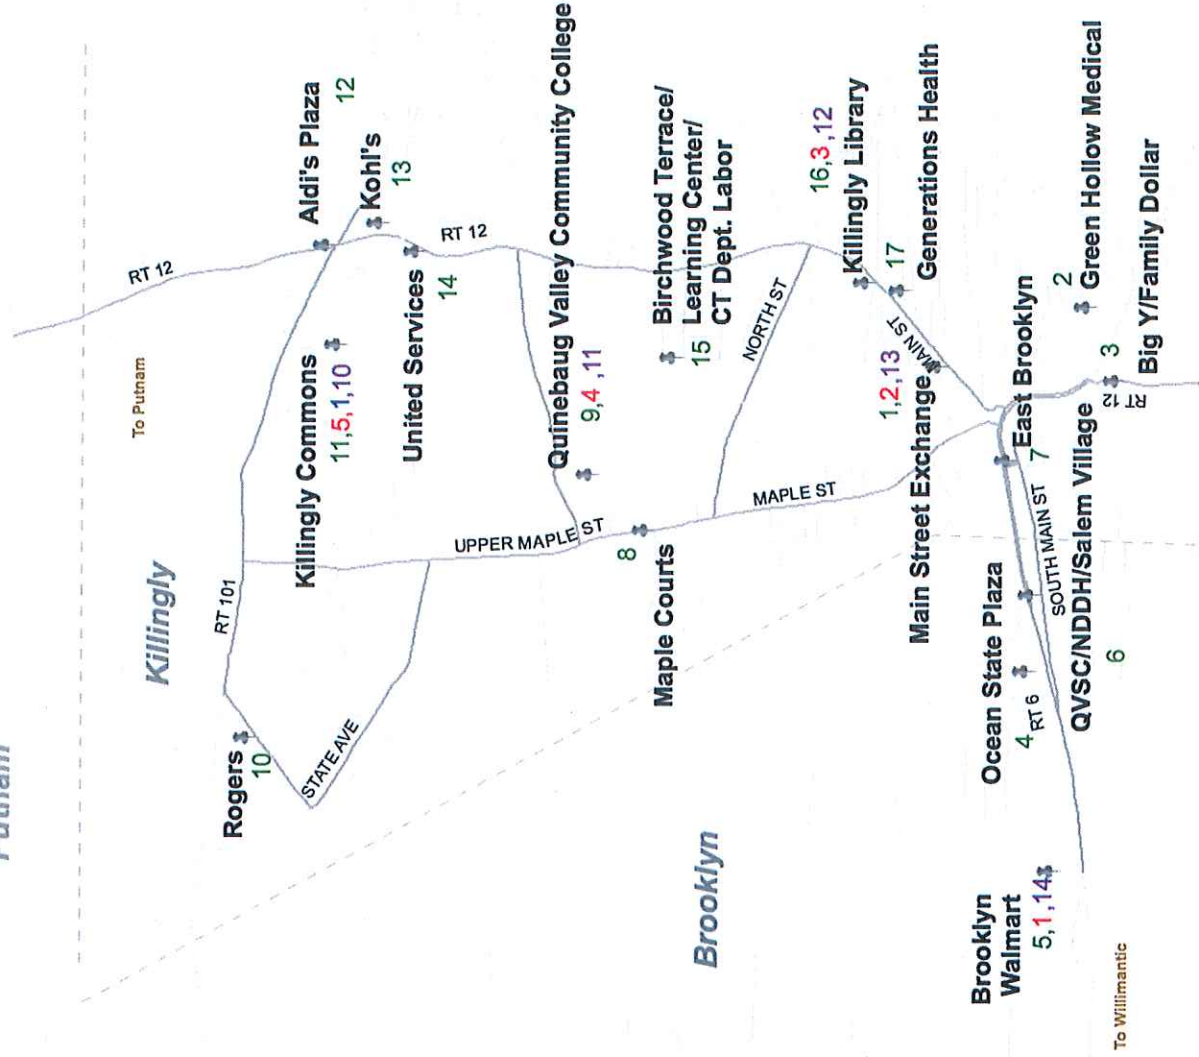 Putnam
To Putnam
Killingly
RT 12
RT 101
Rogers
10
STATE AVE
Aldi's Plaza
12
Kohl's
13
RT 12
Killingly Commons
11,5,1,10
United Services
14
Quinebaug Valley Community College
9,4 ,11
UPPER MAPLE ST
8
Maple Courts
Birchwood Terrace/
Learning Center/
CT Dept. Labor
15
NORTH ST
MAPLE ST
16,3 ,12
Killingly Library
17
Generations Health
MAIN ST
1,2,13
Main Street Exchange
East Brooklyn
7
2
Green Hollow Medical
3
Big Y/Family Dollar
RT 12
Ocean State Plaza
4
RT 6
SOUTH MAIN ST
QVSC/NDDH/Salem Village
6
Brooklyn
Brooklyn
Walmart
5,1 ,14
To Willimantic